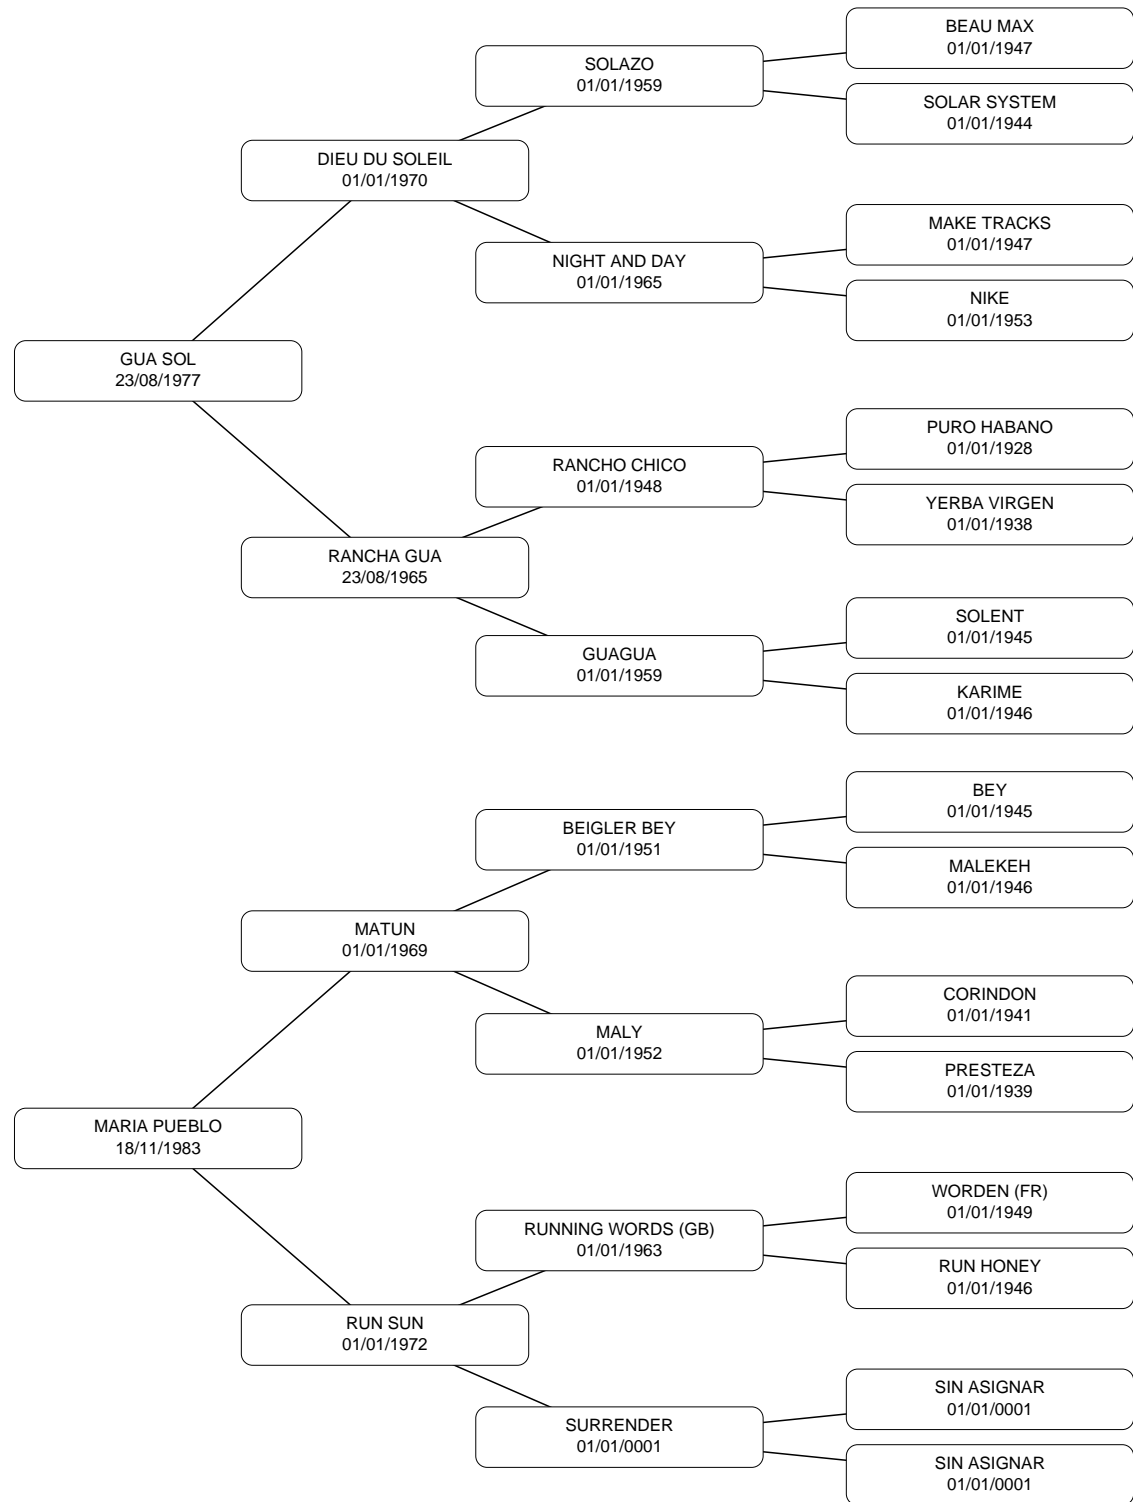 BEAU MAX
01/01/1947
SOLAZO
01/01/1959
SOLAR SYSTEM
01/01/1944
DIEU DU SOLEIL
01/01/1970
MAKE TRACKS
01/01/1947
NIGHT AND DAY
01/01/1965
NIKE
01/01/1953
GUA SOL
23/08/1977
PURO HABANO
01/01/1928
RANCHO CHICO
01/01/1948
YERBA VIRGEN
01/01/1938
RANCHA GUA
23/08/1965
SOLENT
01/01/1945
GUAGUA
01/01/1959
KARIME
01/01/1946
BEY
01/01/1945
BEIGLER BEY
01/01/1951
MALEKEH
01/01/1946
MATUN
01/01/1969
CORINDON
01/01/1941
MALY
01/01/1952
PRESTEZA
01/01/1939
MARIA PUEBLO
18/11/1983
WORDEN (FR)
01/01/1949
RUNNING WORDS (GB)
01/01/1963
RUN HONEY
01/01/1946
RUN SUN
01/01/1972
SIN ASIGNAR
01/01/0001
SURRENDER
01/01/0001
SIN ASIGNAR
01/01/0001